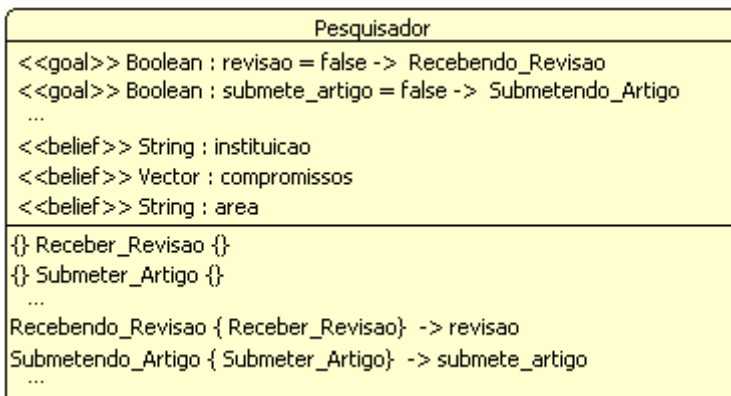 Pesquisador
<<goal>> Boolean : revisao = false -> Recebendo_Revisao
<<goal>> Boolean : submete_artigo = false -> Submetendo_Artigo
...
<<belief>> String : instituicao
<<belief>> Vector : compromissos
<<belief>> String : area
{} Receber_Revisao {}
{} Submeter_Artigo {}
...
Recebendo_Revisao { Receber_Revisao} -> revisao
Submetendo_Artigo { Submeter_Artigo} -> submete_artigo
...